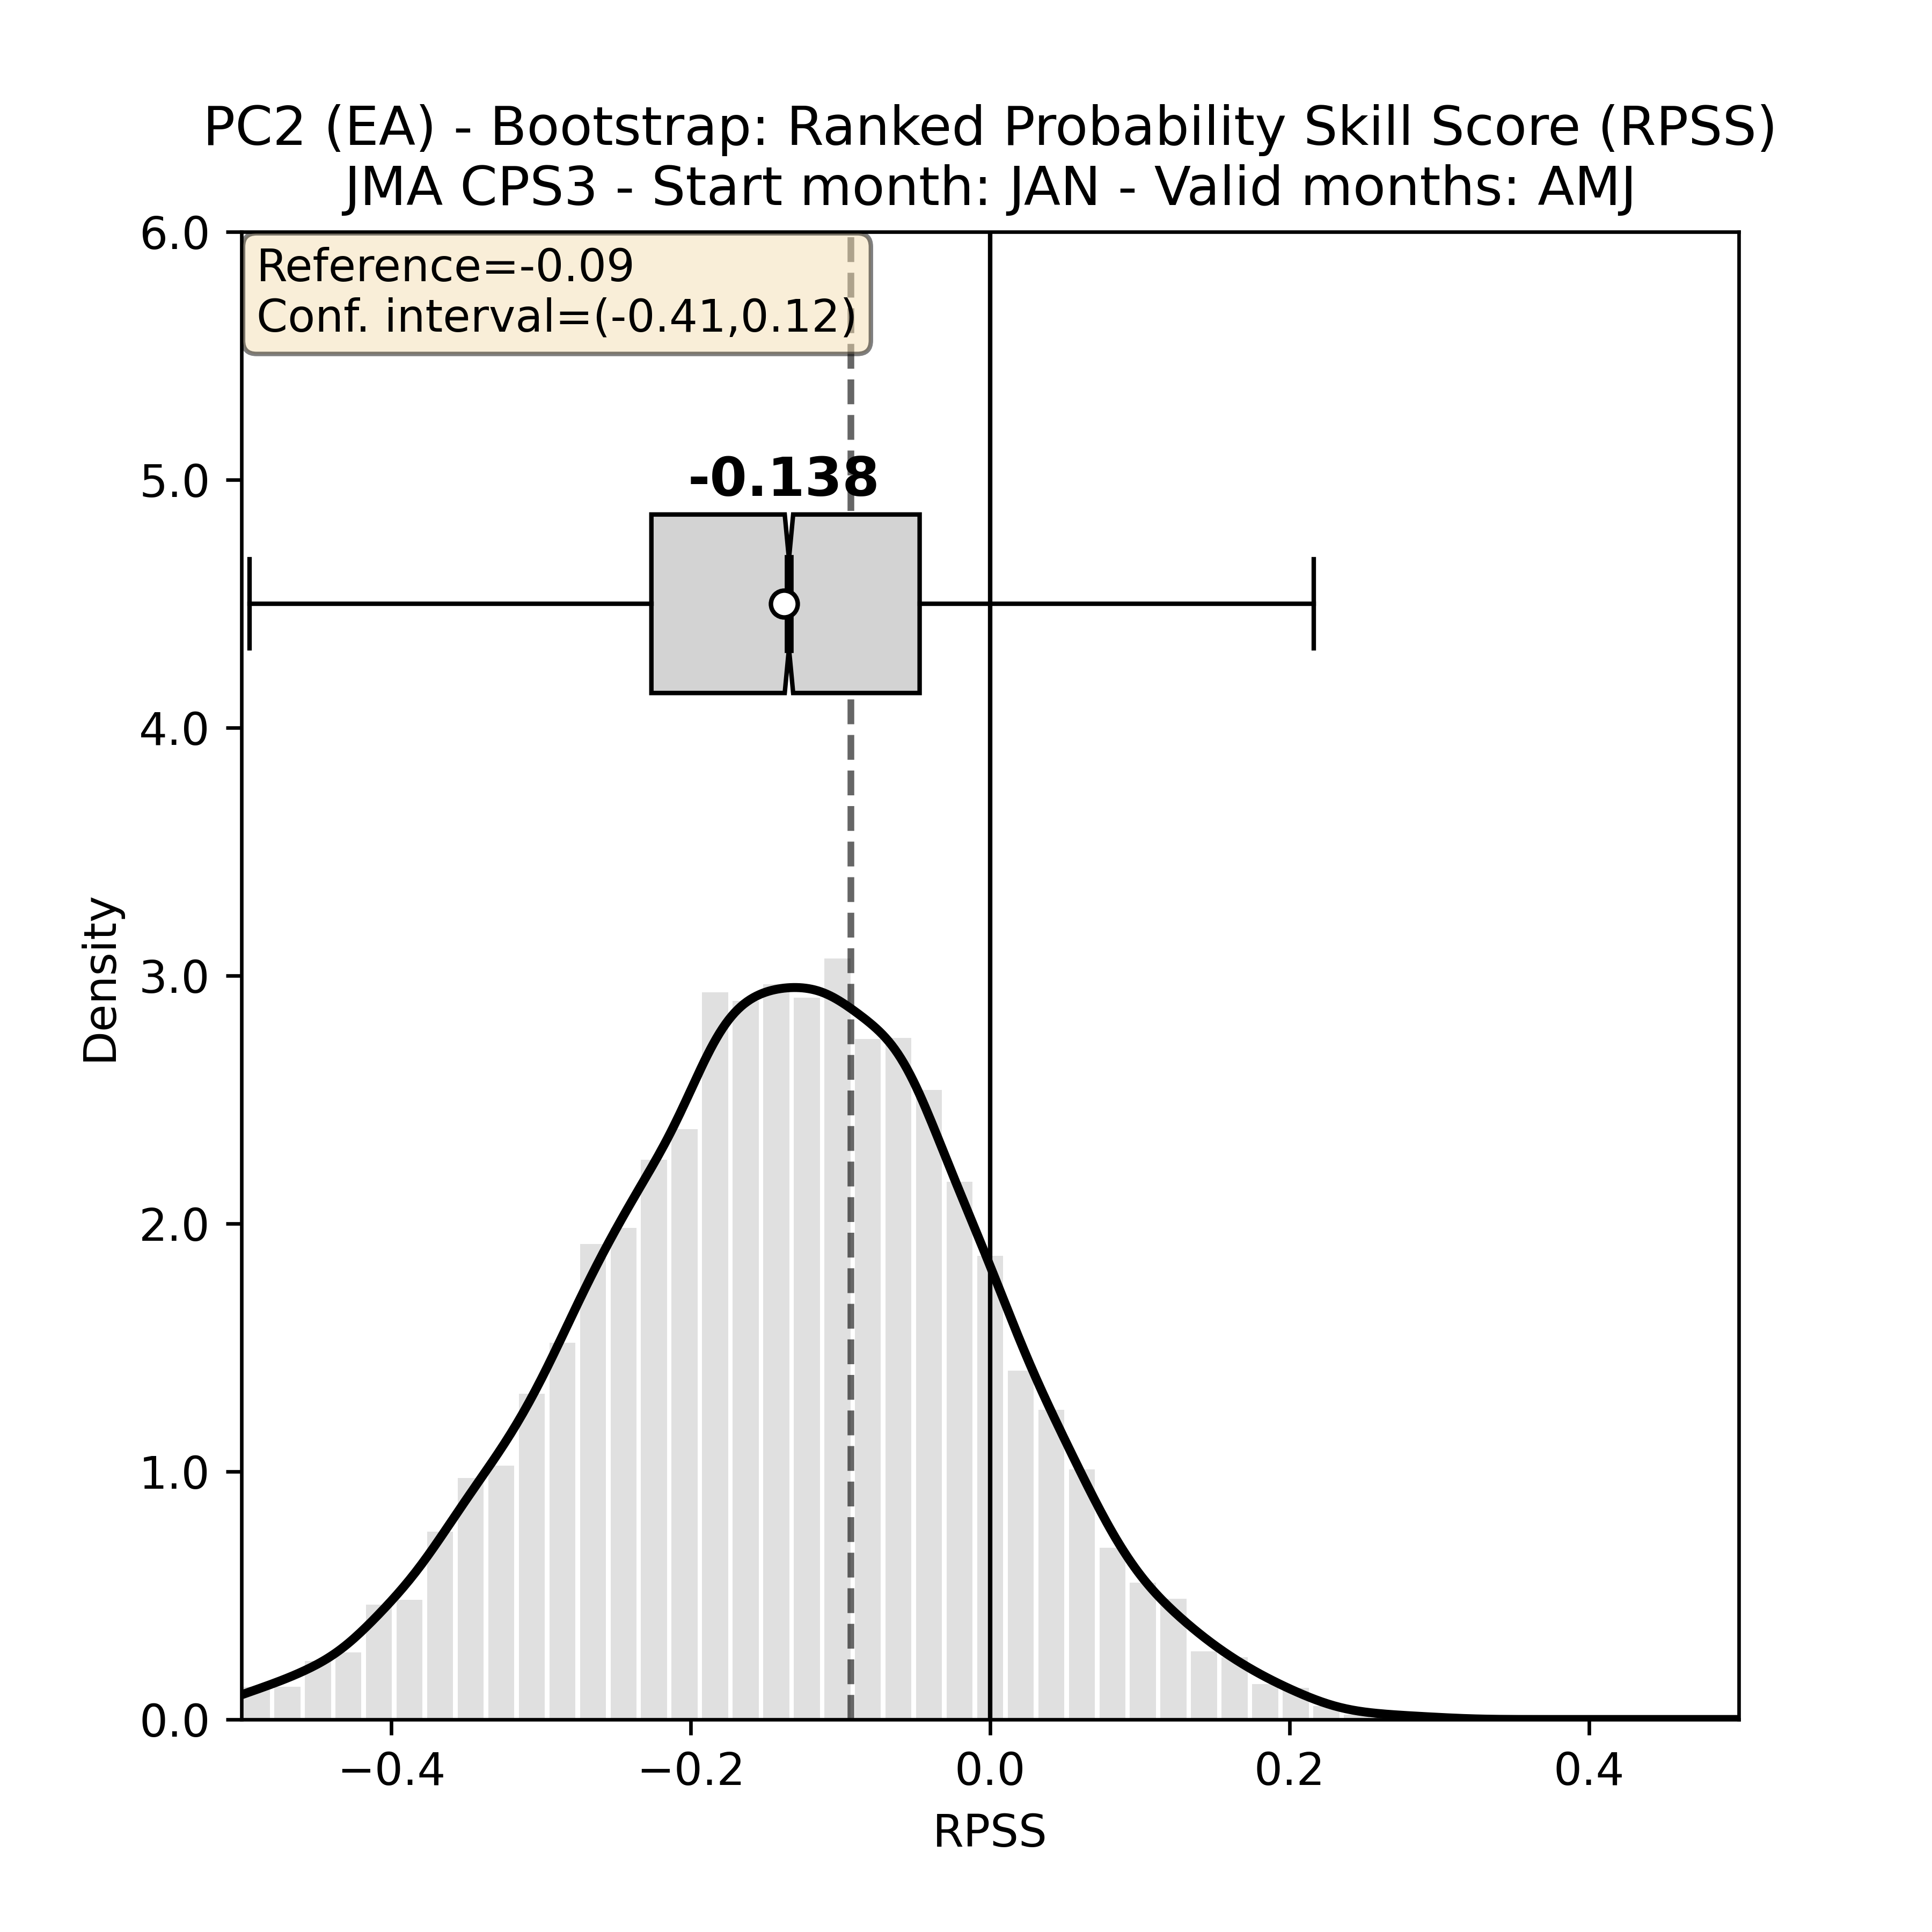 PC2 (EA) - Bootstrap: Ranked Probability Skill Score (RPSS)
JMA CPS3 - Start month: JAN - Valid months: AMJ
Reference=-0.09
Conf. interval=(-0.41,0.12)
-0.138
6.0
5.0
4.0
3.0
2.0
1.0
0.0
Density
−0.4
−0.2
0.0
0.2
0.4
RPSS